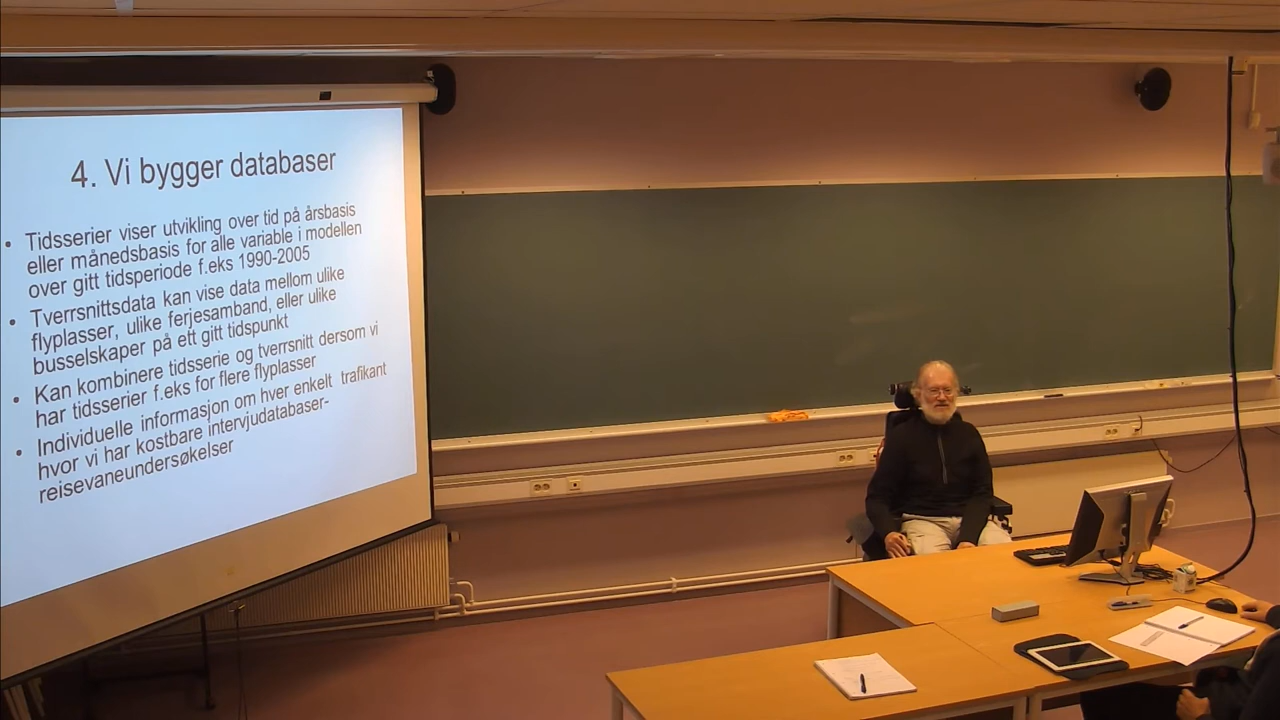 4. Vi bygger databaser
• Tidsserier viser utvikling over tid på årsbasis
eller månedsbasis for alle variable i modellen
over gitt tidsperiode f.eks 1990-2005
• Tverrsnittsdata kan vise data mellom ulike
flyplasser, ulike ferjesamband, eller ulike
busselskaper på ett gitt tidspunkt
• Kan kombinere tidsserie og tverrsnitt dersom vi
har tidsserier f.eks for flere flyplasser
• Individuelle informasjon om hver enkelt trafikant
hvor vi har kostbare intervjudatabaser-
reisevaneundersøkelser